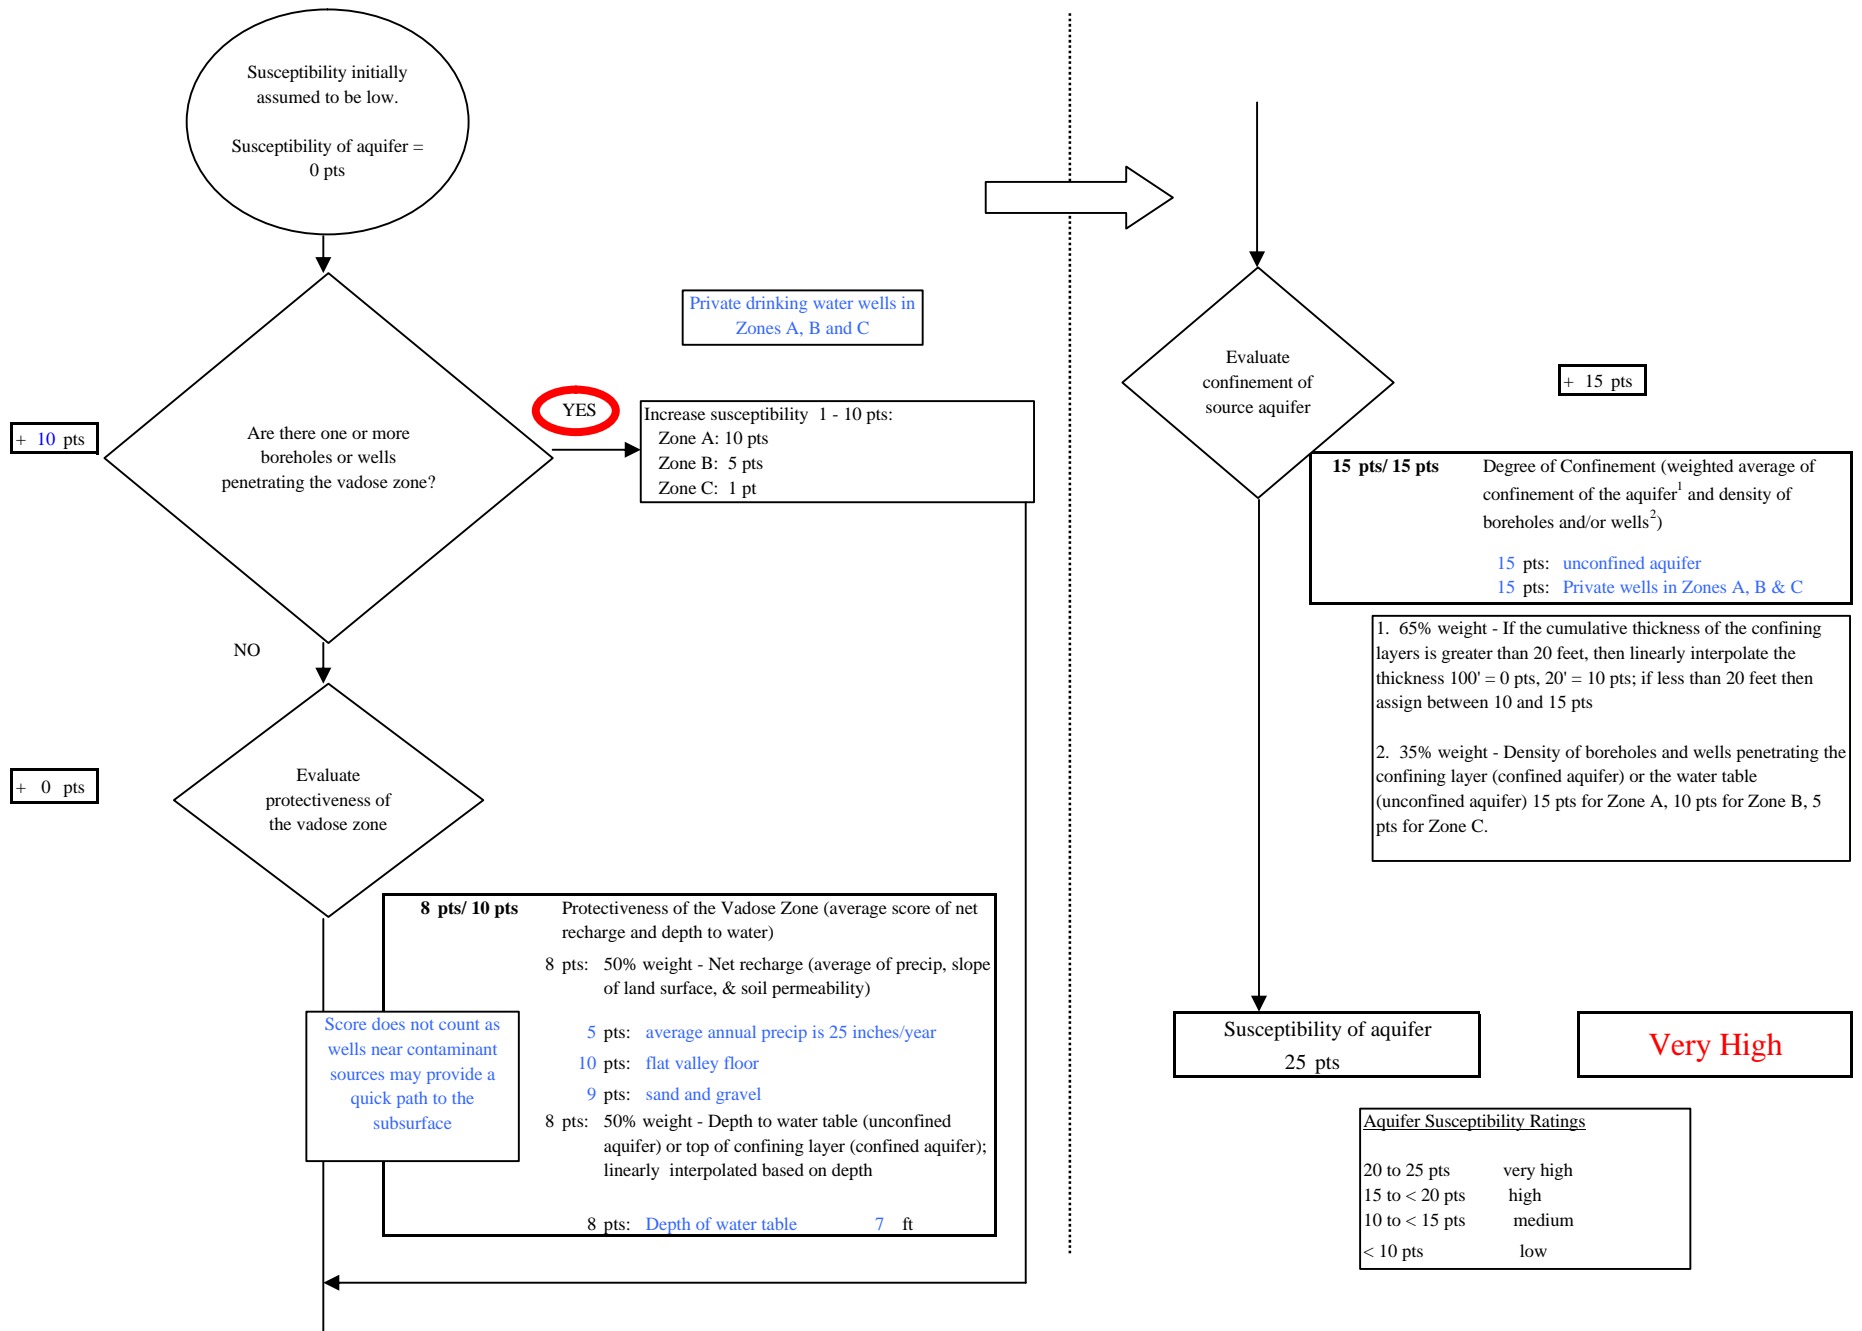 Susceptibility initially
assumed to be low.
Susceptibility of aquifer =
0 pts
Private drinking water wells in
Zones A, B and C
+ 10 pts
Are there one or more
boreholes or wells
penetrating the vadose zone?
YES
Increase susceptibility 1 - 10 pts:
Zone A: 10 pts
Zone B: 5 pts
Zone C: 1 pt
NO
+ 0 pts
Evaluate
protectiveness of
the vadose zone
8 pts/ 10 pts Protectiveness of the Vadose Zone (average score of net
recharge and depth to water)
8 pts: 50% weight - Net recharge (average of precip, slope
of land surface, & soil permeability)
5 pts: average annual precip is 25 inches/year
10 pts: flat valley floor
9 pts: sand and gravel
8 pts: 50% weight - Depth to water table (unconfined
aquifer) or top of confining layer (confined aquifer);
linearly interpolated based on depth
8 pts: Depth of water table 7 ft
Score does not count as
wells near contaminant
sources may provide a
quick path to the
subsurface
Evaluate
confinement of
source aquifer
+ 15 pts
15 pts/ 15 pts Degree of Confinement (weighted average of
confinement of the aquifer1 and density of
boreholes and/or wells2)
15 pts: unconfined aquifer
15 pts: Private wells in Zones A, B & C
1. 65% weight - If the cumulative thickness of the confining
layers is greater than 20 feet, then linearly interpolate the
thickness 100' = 0 pts, 20' = 10 pts; if less than 20 feet then
assign between 10 and 15 pts
2. 35% weight - Density of boreholes and wells penetrating the
confining layer (confined aquifer) or the water table
(unconfined aquifer) 15 pts for Zone A, 10 pts for Zone B, 5
pts for Zone C.
Susceptibility of aquifer
25 pts
Very High
Aquifer Susceptibility Ratings
20 to 25 pts very high
15 to < 20 pts high
10 to < 15 pts medium
< 10 pts low